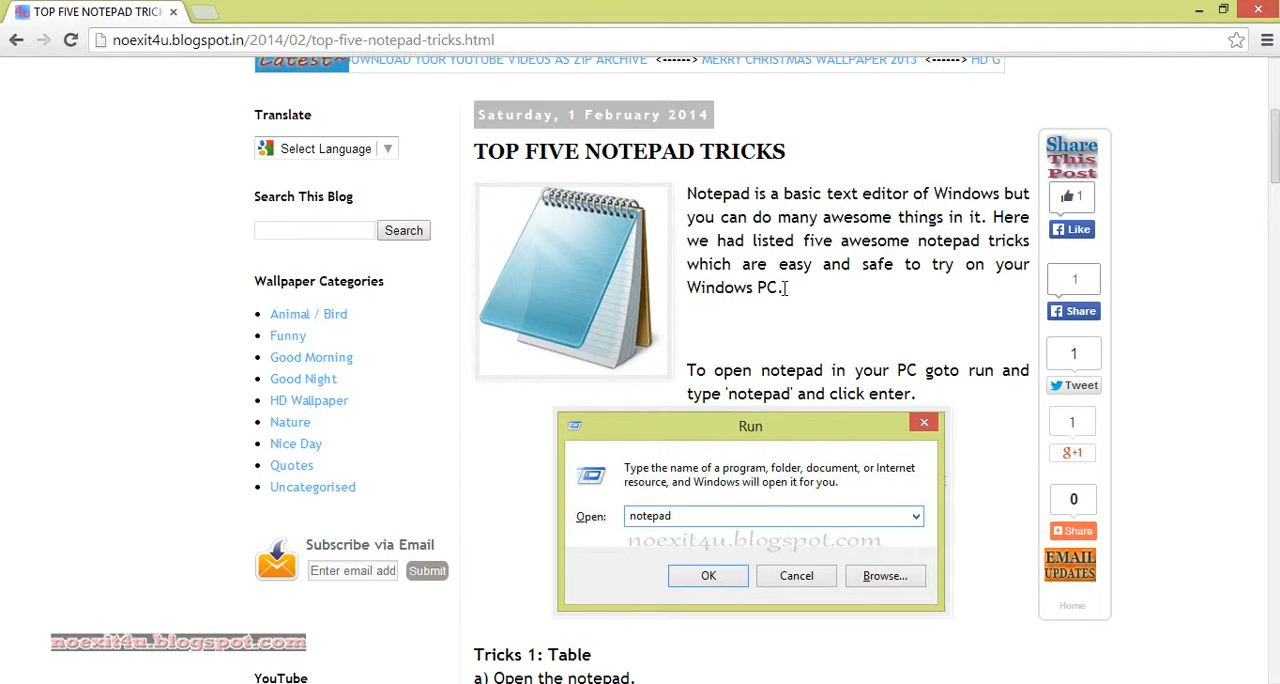 TOP FIVE NOTEPAD TRICK
noexit4u.blogspot.in/2014/02/top-five-notepad-tricks.html
Latest~
OWNLOAD YOUR YOUTUBE VIDEOS AS ZIP ARCHIVE <------> MERRY CHRISTMAS WALLPAPER 2013 <------> HD G
Translate
Select Language ▼
Search This Blog
Search
Wallpaper Categories
Animal / Bird
Funny
Good Morning
Good Night
HD Wallpaper
Nature
Nice Day
Quotes
Uncategorised
Subscribe via Email
Enter email add
Submit
noexit4u.blogspot.com
YouTube
Saturday, 1 February 2014
TOP FIVE NOTEPAD TRICKS
Notepad is a basic text editor of Windows but
you can do many awesome things in it. Here
we had listed five awesome notepad tricks
which are easy and safe to try on your
Windows PC.
To open notepad in your PC goto run and
type 'notepad' and click enter.
Run
Type the name of a program, folder, document, or Internet
resource, and Windows will open it for you.
Open: notepad
noexit4u.blogspot.com
OK Cancel Browse...
Tricks 1: Table
a) Open the notepad.
Share
This
Post
1
Like
1
Share
1
Tweet
1
g+1
0
Share
EMAIL
UPDATES
Home